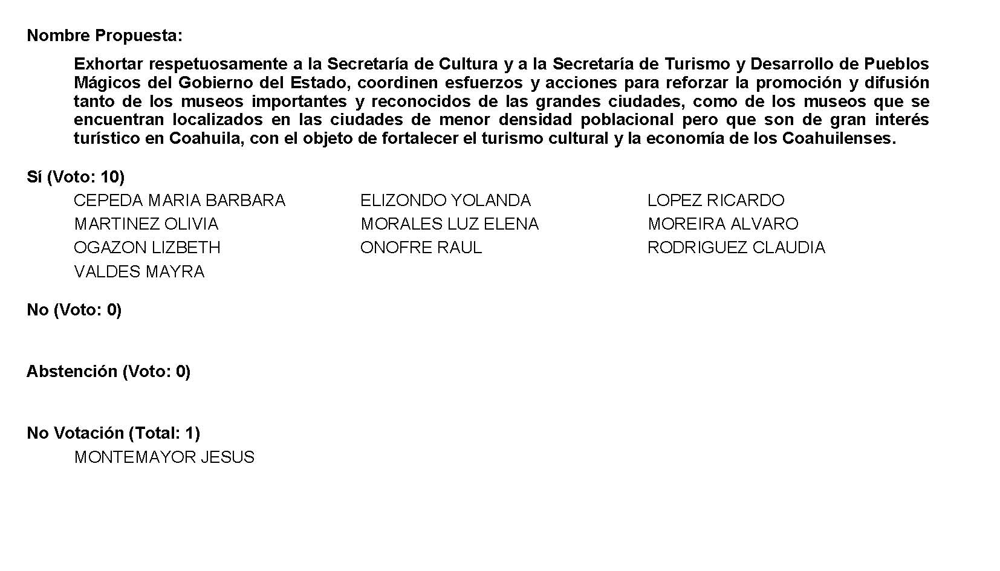 Nombre Propuesta:
Exhortar respetuosamente a la Secretaría de Cultura y a la Secretaría de Turismo y Desarrollo de Pueblos
Mágicos del Gobierno del Estado, coordinen esfuerzos y acciones para reforzar la promoción y difusión
tanto de los museos importantes y reconocidos de las grandes ciudades, como de los museos que se
encuentran localizados en las ciudades de menor densidad poblacional pero que son de gran interés
turístico en Coahuila, con el objeto de fortalecer el turismo cultural y la economía de los Coahuilenses.
Sí (Voto: 10)
CEPEDA MARIA BARBARA ELIZONDO YOLANDA LOPEZ RICARDO
MARTINEZ OLIVIA MORALES LUZ ELENA MOREIRA ALVARO
OGAZON LIZBETH ONOFRE RAUL RODRIGUEZ CLAUDIA
VALDES MAYRA
No (Voto: 0)
Abstención (Voto: 0)
No Votación (Total: 1)
MONTEMAYOR JESUS